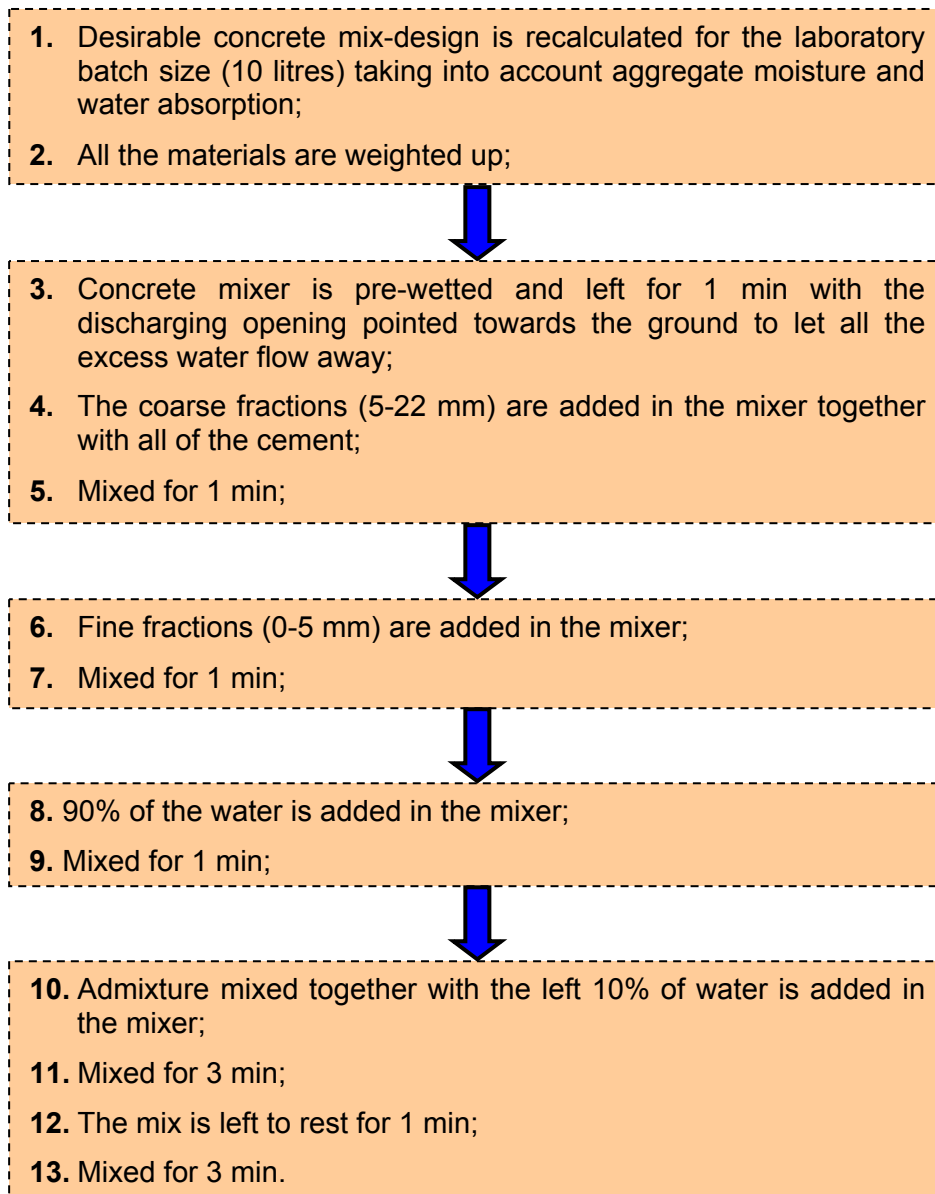 1. Desirable concrete mix-design is recalculated for the laboratory
batch size (10 litres) taking into account aggregate moisture and
water absorption;
2. All the materials are weighted up;
3. Concrete mixer is pre-wetted and left for 1 min with the
discharging opening pointed towards the ground to let all the
excess water flow away;
4. The coarse fractions (5-22 mm) are added in the mixer together
with all of the cement;
5. Mixed for 1 min;
6. Fine fractions (0-5 mm) are added in the mixer;
7. Mixed for 1 min;
8. 90% of the water is added in the mixer;
9. Mixed for 1 min;
10. Admixture mixed together with the left 10% of water is added in
the mixer;
11. Mixed for 3 min;
12. The mix is left to rest for 1 min;
13. Mixed for 3 min.